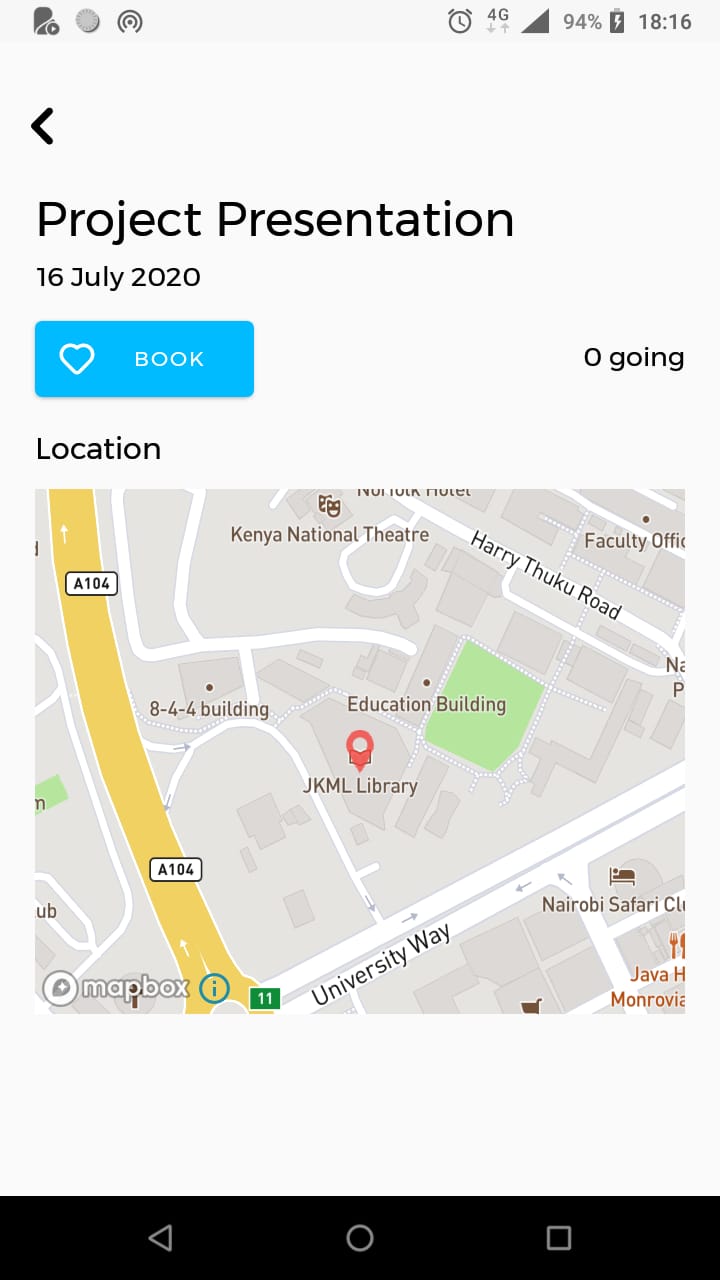 4G 94% 18:16
Project Presentation
16 July 2020
BOOK
0 going
Location
Norfolk Hotel
Kenya National Theatre
Harry Thuku Road
Faculty Offic
A104
Na
P
8-4-4 building
Education Building
JKML Library
m
A104
ub
Nairobi Safari Clu
University Way
mapbox
11
Java H
Monrovia